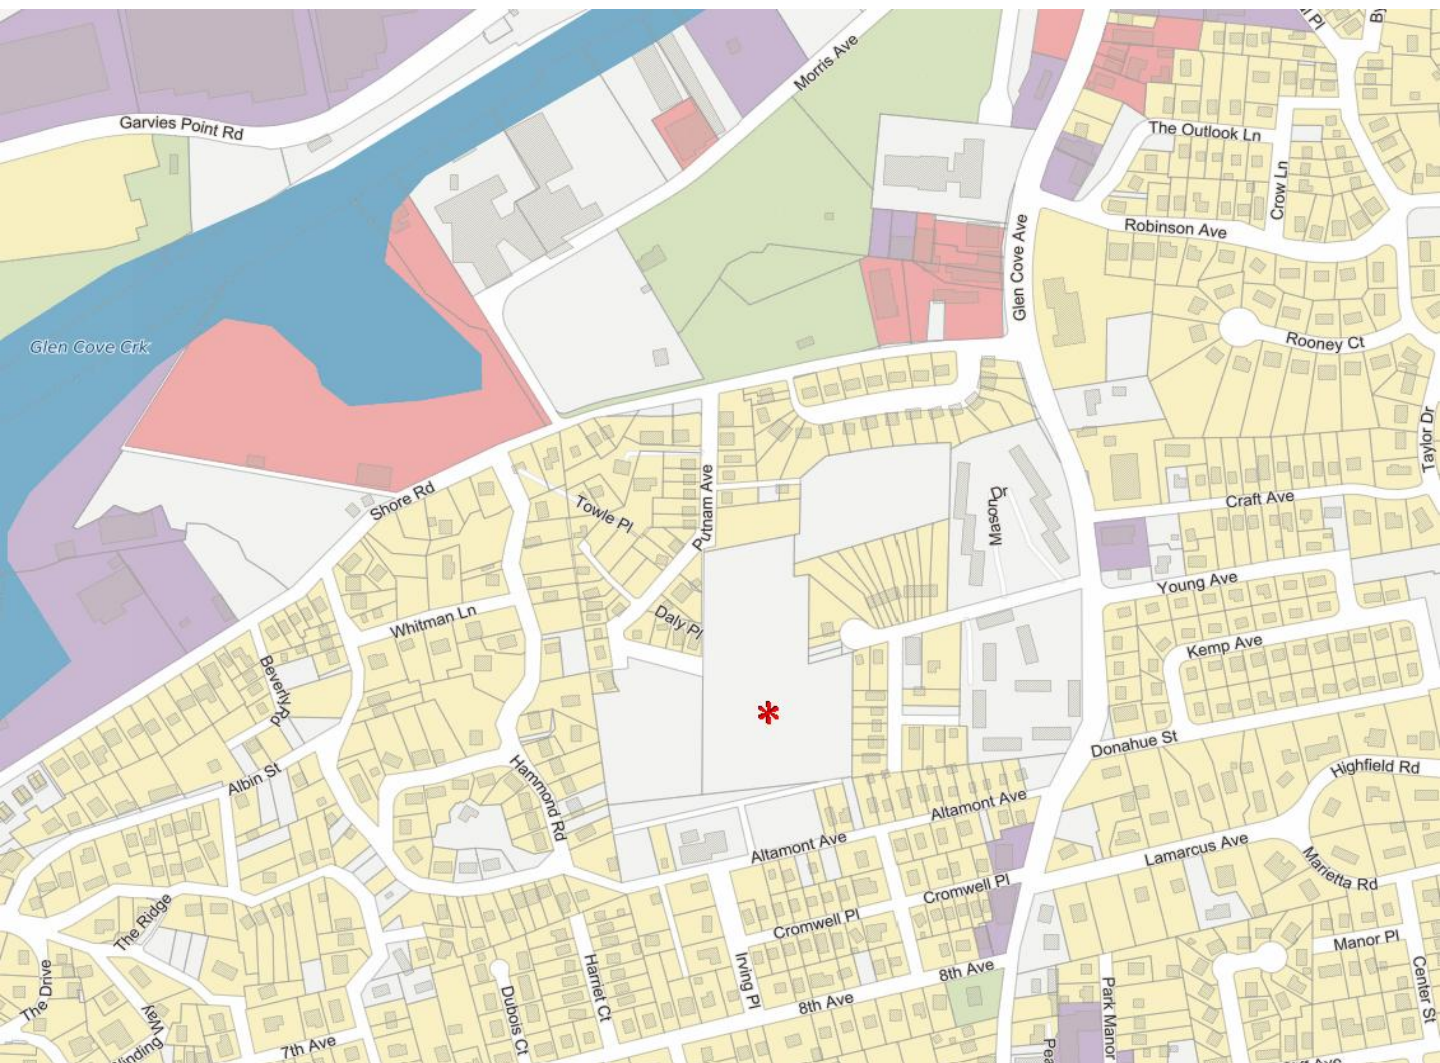 Morris Ave
Garvies Point Rd
The Outlook Ln
Crow Ln
Robinson Ave
Glen Cove Ave
Glen Cove Crk
Rooney Ct
Taylor Dr
Shore Rd
Towle Pl
Putnam Ave
Mason Dr
Craft Ave
Young Ave
Whitman Ln
Daly Pl
Kemp Ave
Beverly Rd
Donahue St
Albin St
Hammond Rd
Highfield Rd
Altamont Ave
Altamont Ave
Lamarcus Ave
Marietta Rd
Cromwell Pl
Cromwell Pl
The Ridge
Manor Pl
The Drive
Harriet Ct
Irving Pl
8th Ave
8th Ave
Center St
Dubois Ct
Park Manor
Way
7th Ave